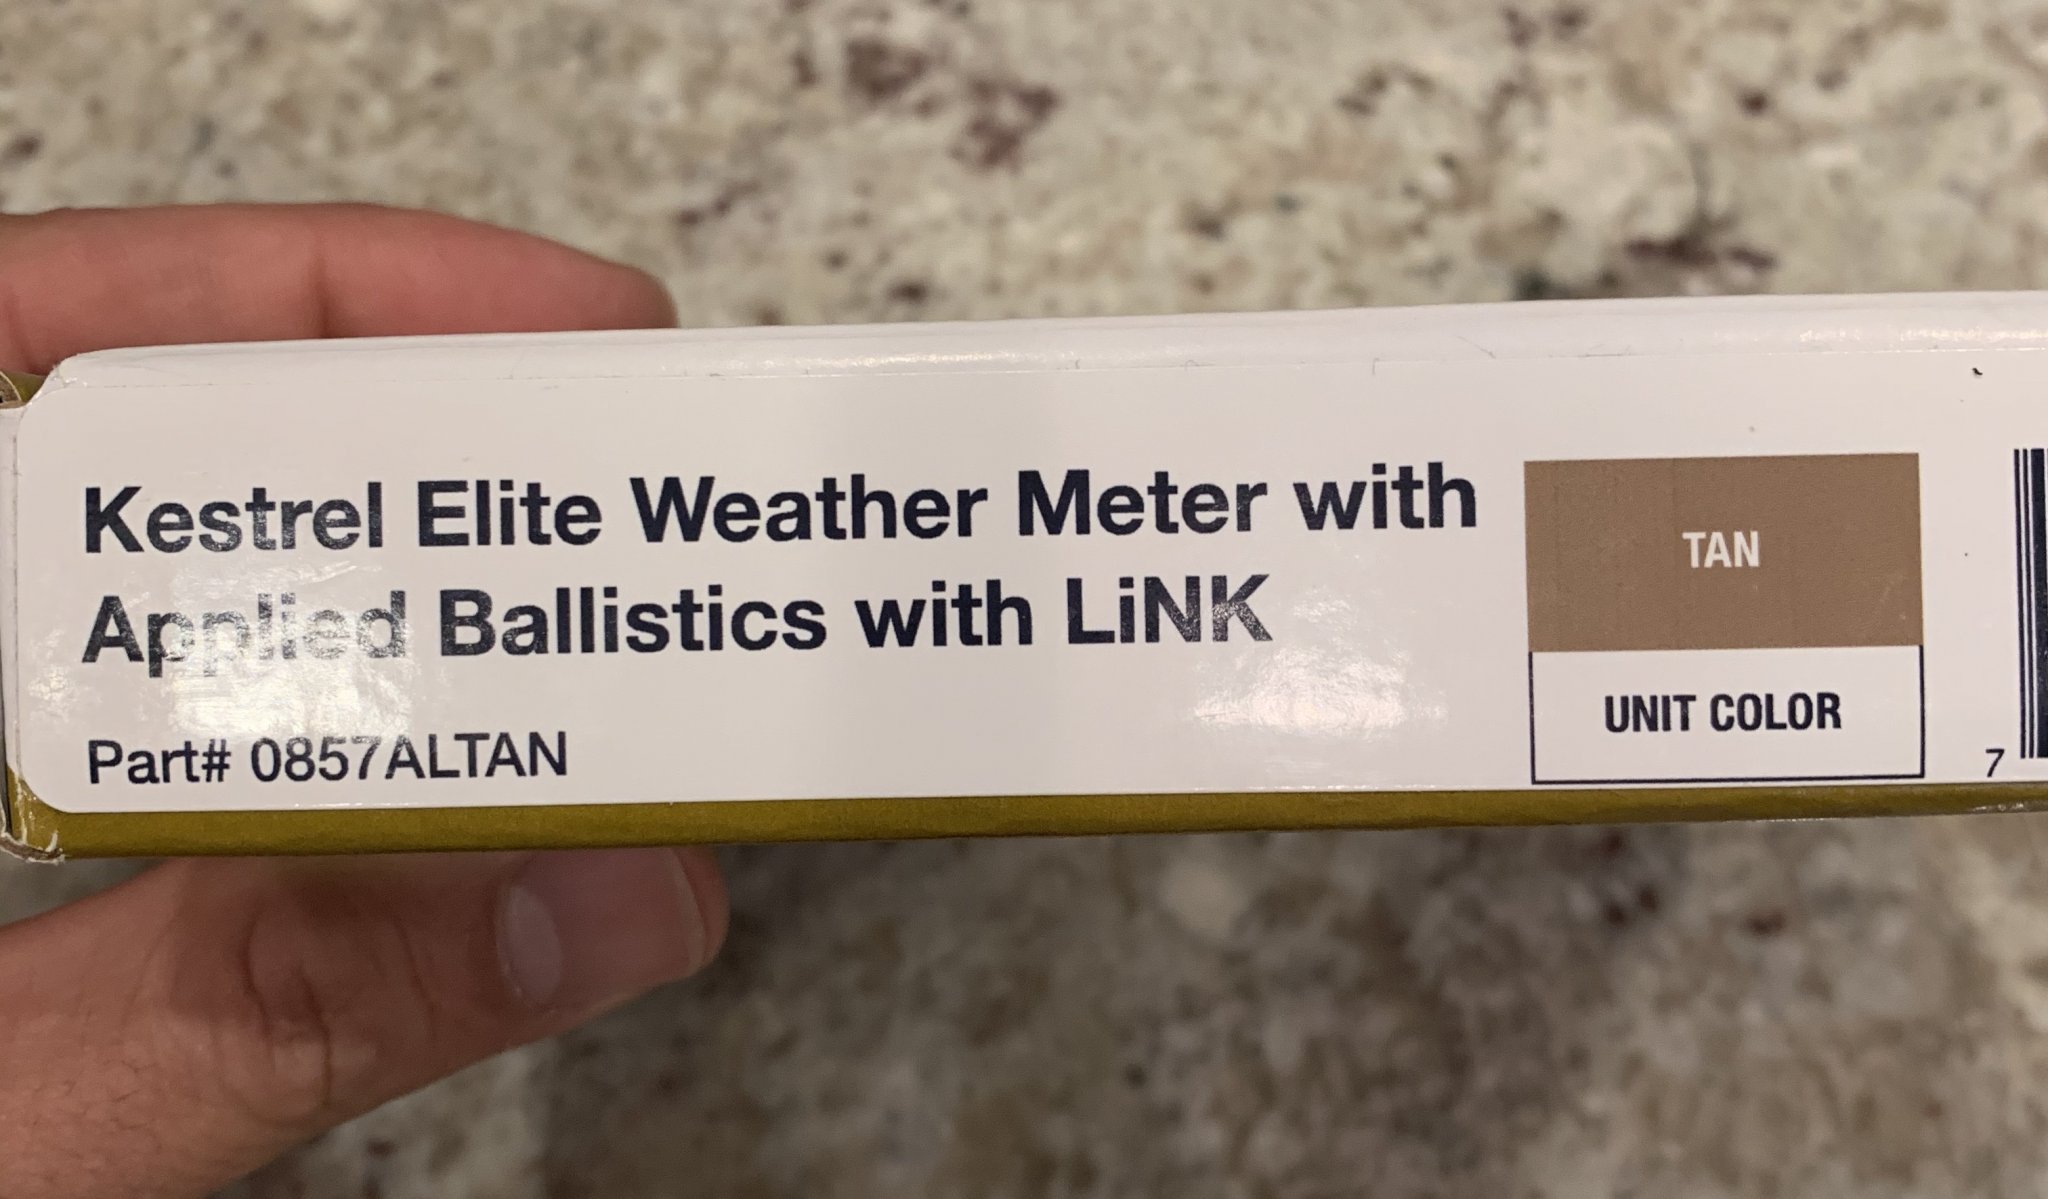 Kestrel Elite Weather Meter with
Applied Ballistics with LiNK
Part# 0857ALTAN
TAN
UNIT COLOR
7